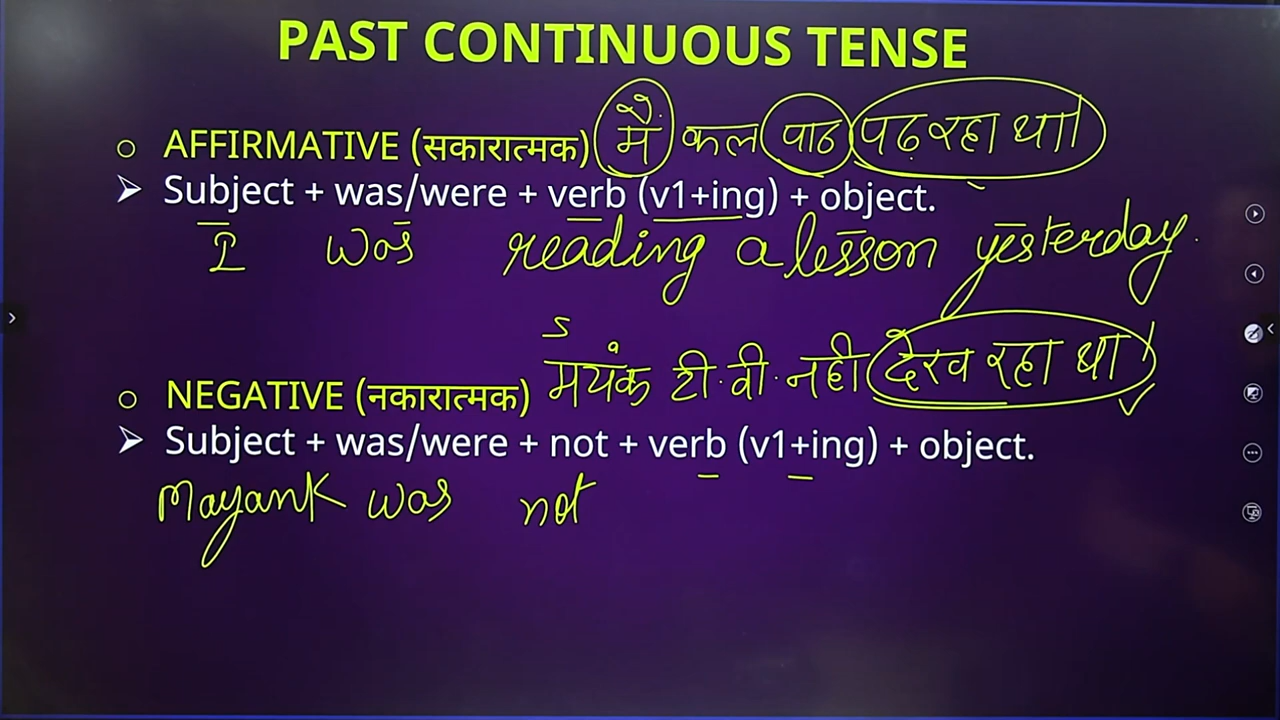 PAST CONTINUOUS TENSE
AFFIRMATIVE (सकारात्मक) मैं कल पाठ पढ़ रहा था।
Subject + was/were + verb (v1+ing) + object.
I was reading a lesson yesterday.
S
NEGATIVE (नकारात्मक) मयंक टी.वी. नही देख रहा था।
Subject + was/were + not + verb (v1+ing) + object.
Mayank was not